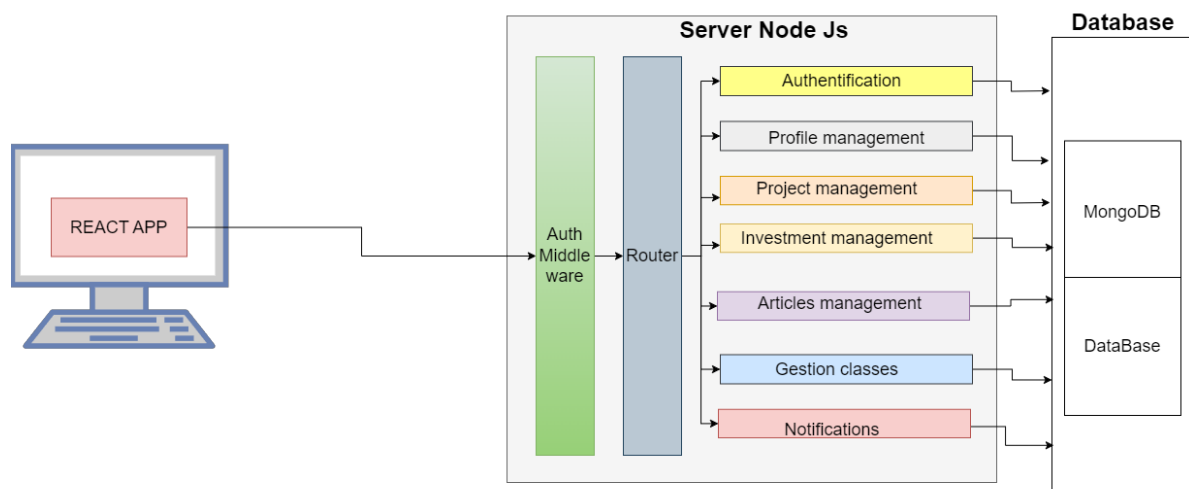 Server Node Js
Database
REACT APP
Auth
Middle
ware
Router
Authentification
Profile management
Project management
Investment management
Articles management
Gestion classes
Notifications
MongoDB
DataBase